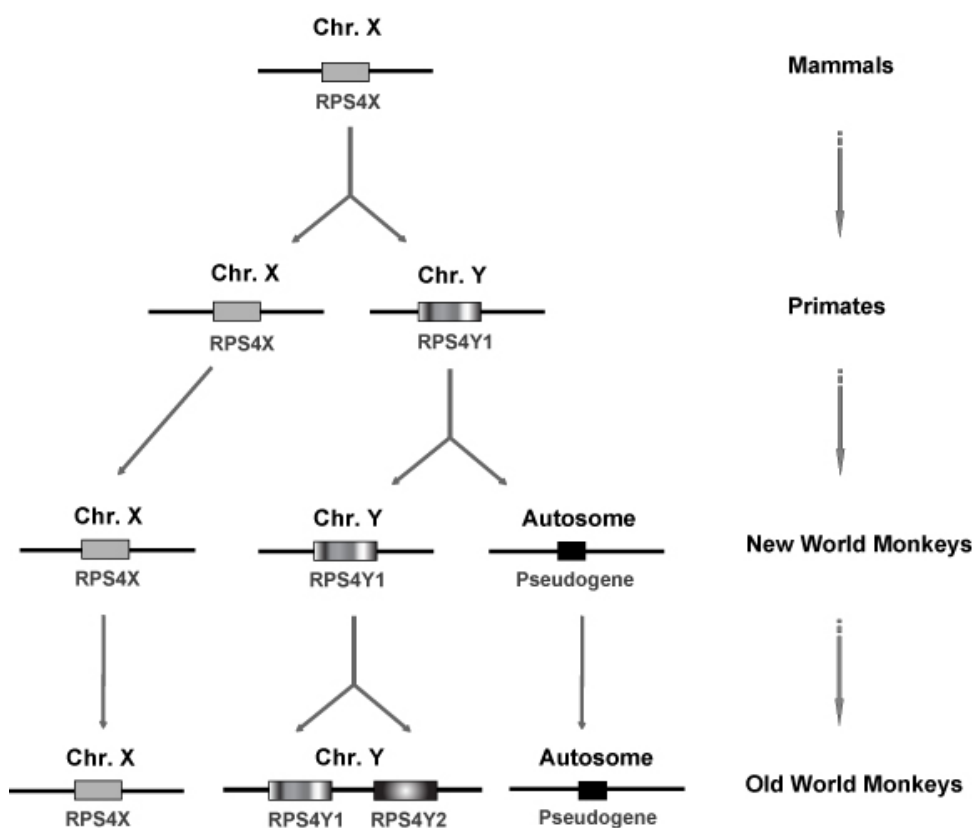 Chr. X
Mammals
RPS4X
Chr. X
Chr. Y
Primates
RPS4X
RPS4Y1
Chr. X
Chr. Y
Autosome
New World Monkeys
RPS4X
RPS4Y1
Pseudogene
Chr. X
Chr. Y
Autosome
Old World Monkeys
RPS4X
RPS4Y1
RPS4Y2
Pseudogene